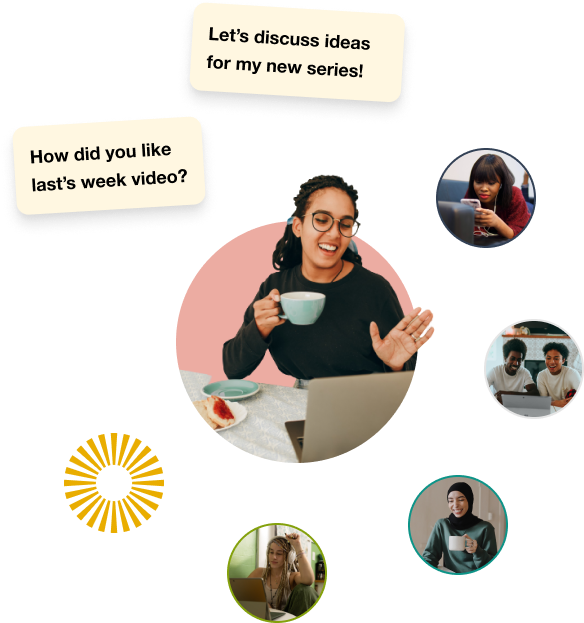 Let's discuss ideas
for my new series!
How did you like
last's week video?